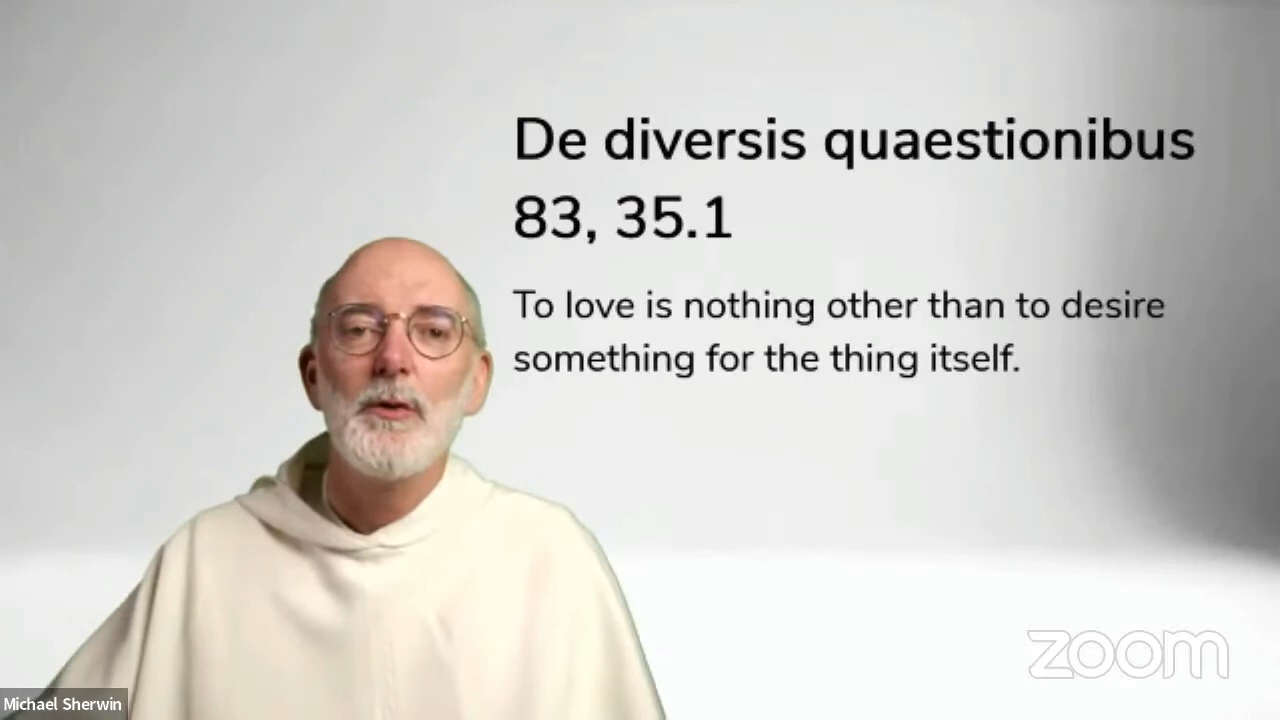 De diversis quaestionibus
83, 35.1
To love is nothing other than to desire
something for the thing itself.
zoom
Michael Sherwin